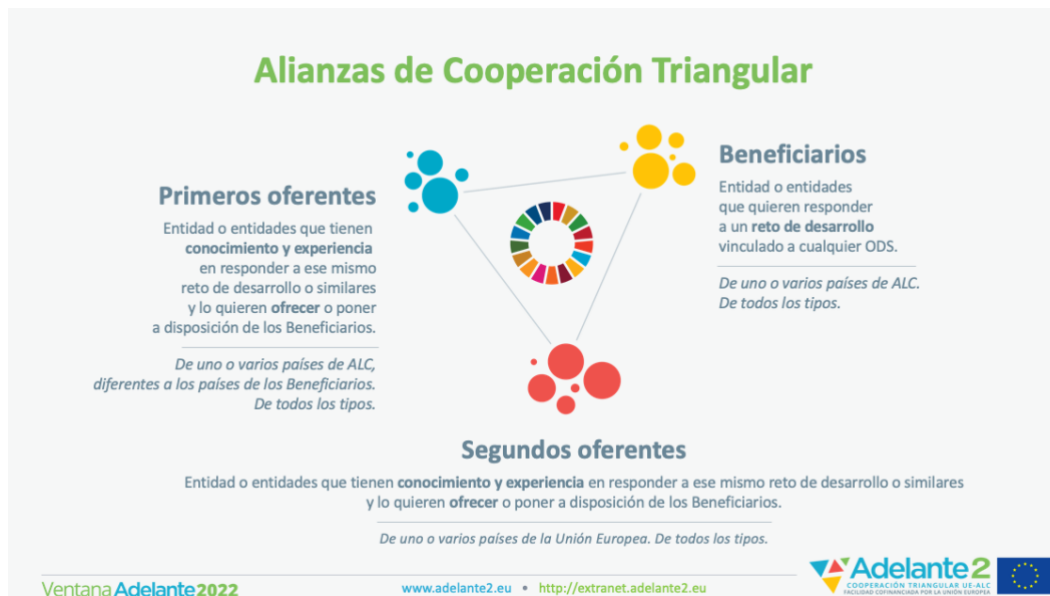 Alianzas de Cooperación Triangular
Primeros oferentes
Entidad o entidades que tienen
conocimiento y experiencia
en responder a ese mismo
reto de desarrollo o similares
y lo quieren ofrecer o poner
a disposición de los Beneficiarios.
De uno o varios países de ALC,
diferentes a los países de los Beneficiarios.
De todos los tipos.
Beneficiarios
Entidad o entidades
que quieren responder
a un reto de desarrollo
vinculado a cualquier ODS.
De uno o varios países de ALC.
De todos los tipos.
Segundos oferentes
Entidad o entidades que tienen conocimiento y experiencia en responder a ese mismo reto de desarrollo o similares
y lo quieren ofrecer o poner a disposición de los Beneficiarios.
De uno o varios países de la Unión Europea. De todos los tipos.
Ventana Adelante2022
www.adelante2.eu • http://extranet.adelante2.eu
Adelante2
COOPERACIÓN TRIANGULAR UE-ALC
FACILIDAD COFINANCIADA POR LA UNIÓN EUROPEA